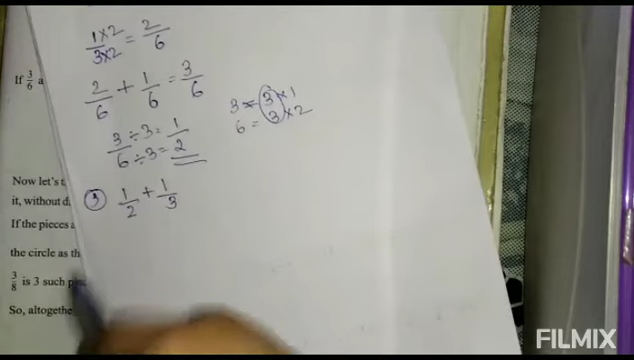 1×2/3×2 = 2/6
2/6 + 1/6 = 3/6
3 = 3 × 1
6 = 3 × 2
3÷3/6÷3 = 1/2
③ 1/2 + 1/3
If 3/6 a
Now let's t
it, without d
If the pieces a
the circle as th
3/8 is 3 such
So, altogethe
FILMIX